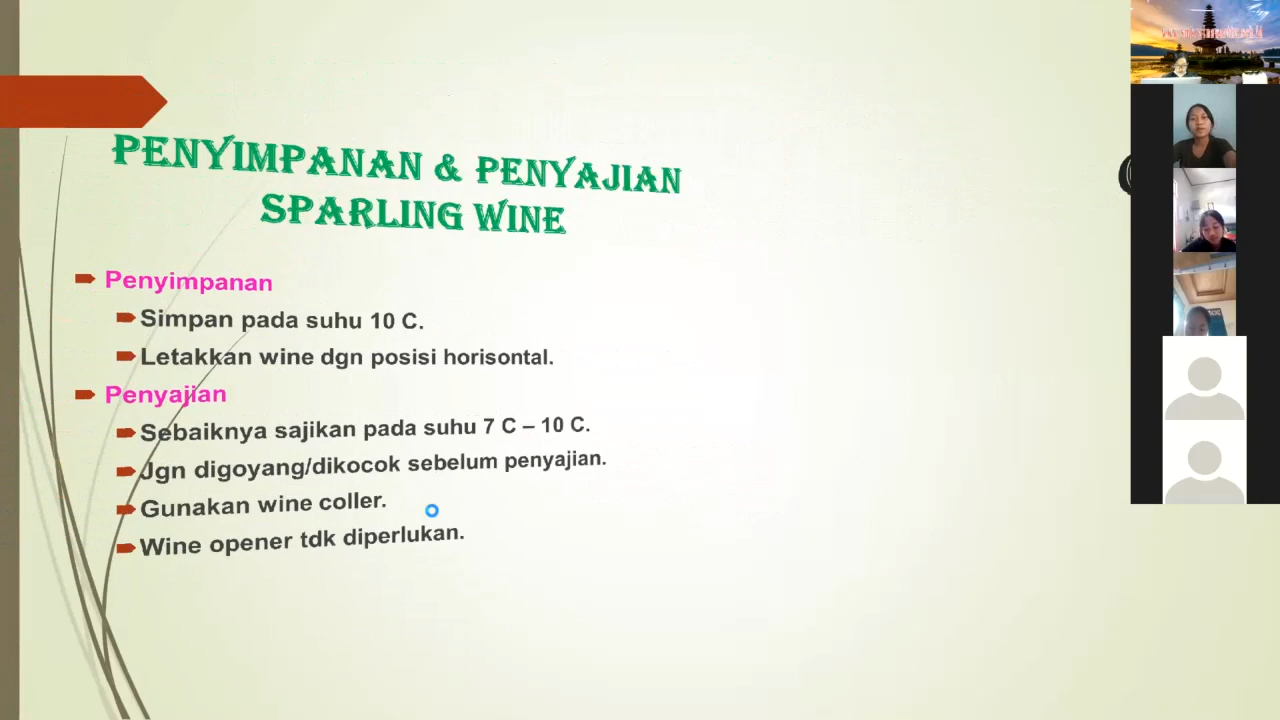 PENYIMPANAN & PENYAJIAN
SPARLING WINE
Penyimpanan
Simpan pada suhu 10 C.
Letakkan wine dgn posisi horisontal.
Penyajian
Sebaiknya sajikan pada suhu 7 C – 10 C.
Jgn digoyang/dikocok sebelum penyajian.
Gunakan wine coller.
Wine opener tdk diperlukan.